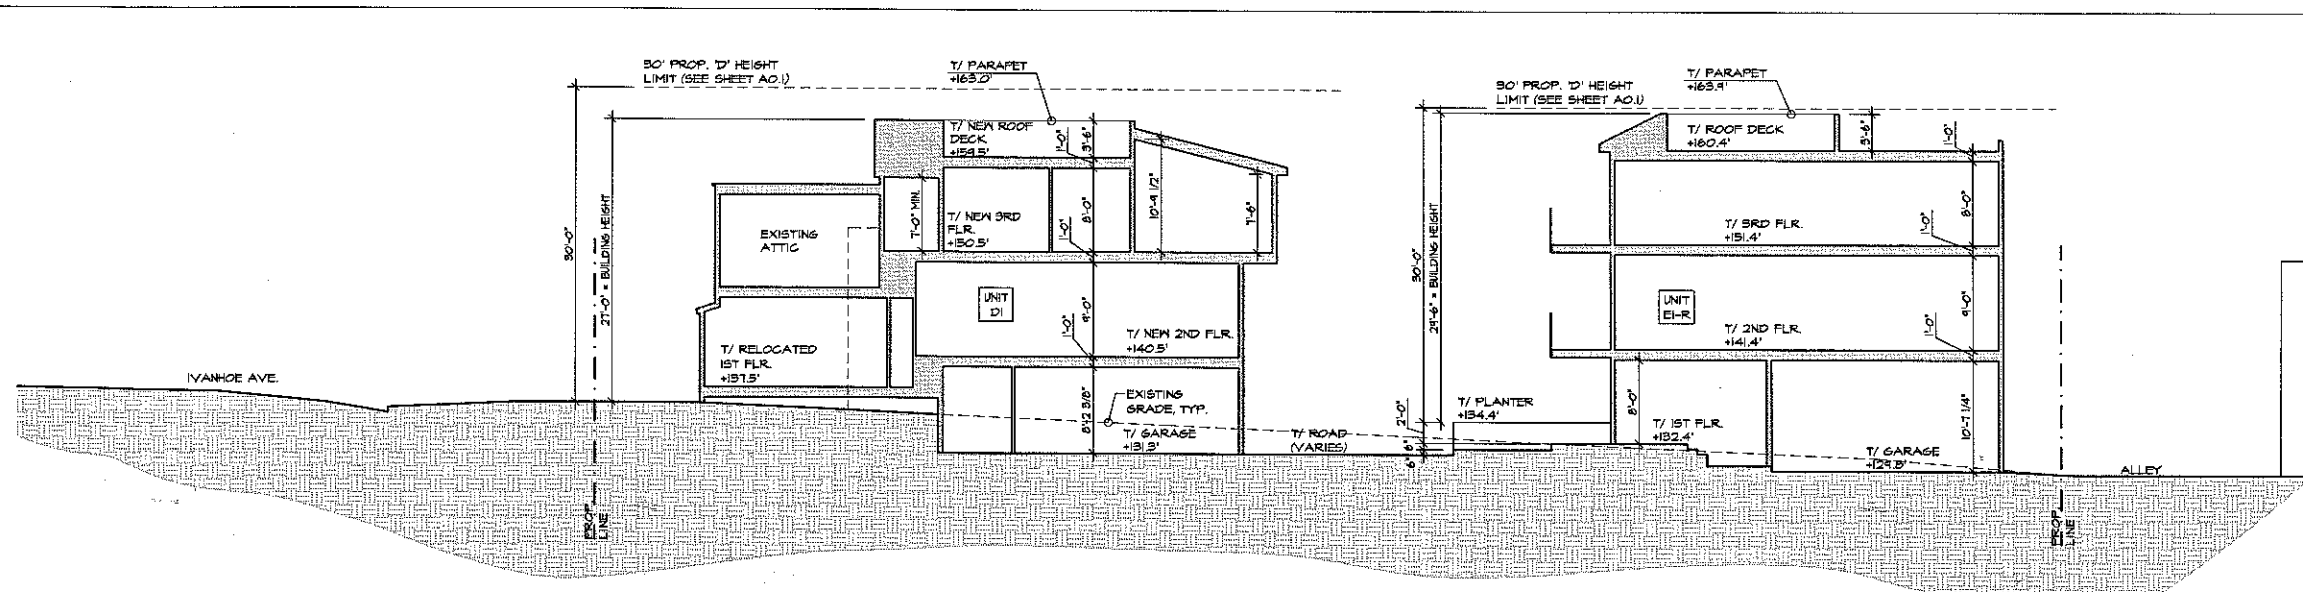 30' PROP. 'D' HEIGHT
LIMIT (SEE SHEET A0.1)
T/ PARAPET
+163.0'
T/ NEW ROOF
DECK
+159.5'
1'-0"
3'-6"
30'-0"
27'-0" = BUILDING HEIGHT
EXISTING
ATTIC
7'-0" MIN.
T/ NEW 3RD
FLR.
+150.5'
8'-0"
1'-0"
10'-9 1/2"
7'-6"
UNIT
D1
9'-0"
1'-0"
T/ NEW 2ND FLR.
+140.5'
T/ RELOCATED
1ST FLR.
+137.5'
IVANHOE AVE.
8'-2 3/8"
EXISTING
GRADE, TYP.
T/ GARAGE
+131.3'
T/ ROAD
(VARIES)
PROP.
LINE
30' PROP. 'D' HEIGHT
LIMIT (SEE SHEET A0.1)
T/ PARAPET
+163.9'
T/ ROOF DECK
+160.4'
3'-6"
1'-0"
30'-0"
29'-6" = BUILDING HEIGHT
T/ 3RD FLR.
+151.4'
8'-0"
1'-0"
UNIT
E1-R
T/ 2ND FLR.
+141.4'
9'-0"
1'-0"
2'-0"
T/ PLANTER
+134.4'
8'-0"
T/ 1ST FLR.
+132.4'
10'-7 1/4"
T/ GARAGE
+129.8'
ALLEY
PROP.
LINE